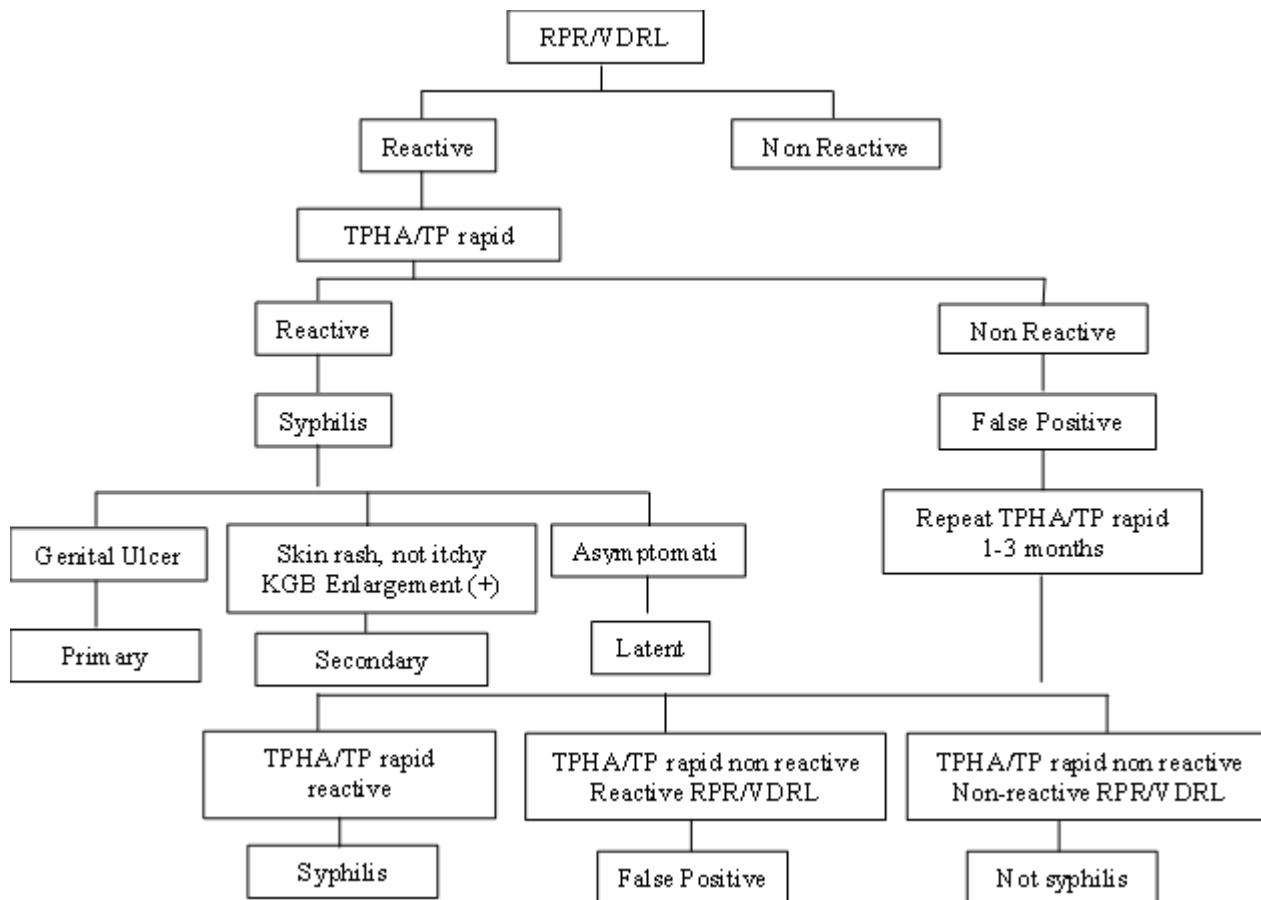 RPR/VDRL
Reactive
Non Reactive
TPHA/TP rapid
Reactive
Non Reactive
Syphilis
False Positive
Genital Ulcer
Skin rash, not itchy
KGB Enlargement (+)
Asymptomati
Repeat TPHA/TP rapid
1-3 months
Primary
Secondary
Latent
TPHA/TP rapid
reactive
TPHA/TP rapid non reactive
Reactive RPR/VDRL
TPHA/TP rapid non reactive
Non-reactive RPR/VDRL
Syphilis
False Positive
Not syphilis